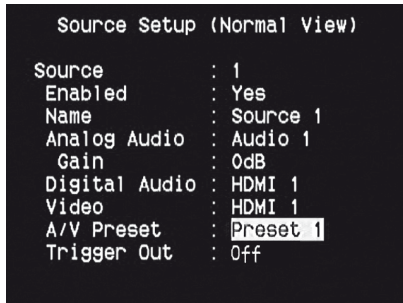 Source Setup (Normal View)
Source : 1
Enabled : Yes
Name : Source 1
Analog Audio : Audio 1
Gain : 0dB
Digital Audio : HDMI 1
Video : HDMI 1
A/V Preset : Preset 1
Trigger Out : Off